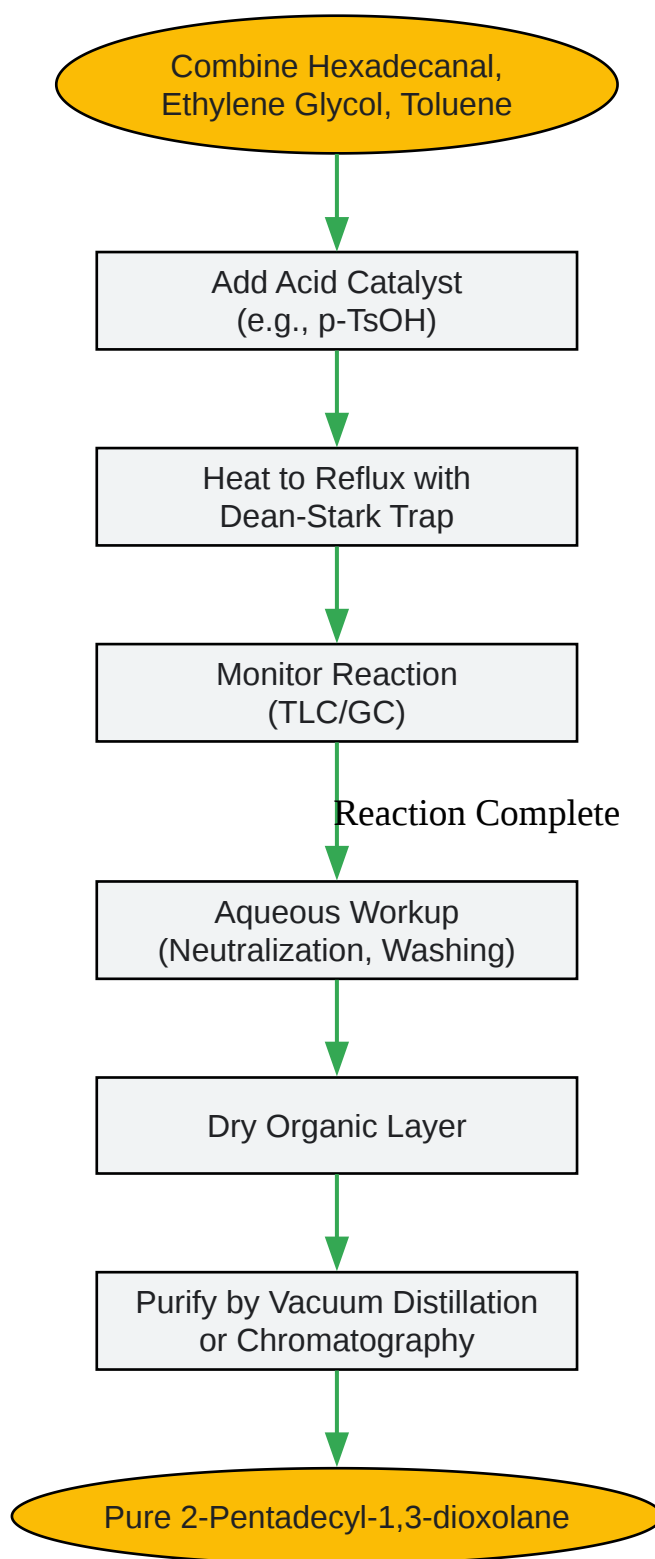 Combine Hexadecanal,
Ethylene Glycol, Toluene
Add Acid Catalyst
(e.g., p-TsOH)
Heat to Reflux with
Dean-Stark Trap
Monitor Reaction
(TLC/GC)
Reaction Complete
Aqueous Workup
(Neutralization, Washing)
Dry Organic Layer
Purify by Vacuum Distillation
or Chromatography
Pure 2-Pentadecyl-1,3-dioxolane